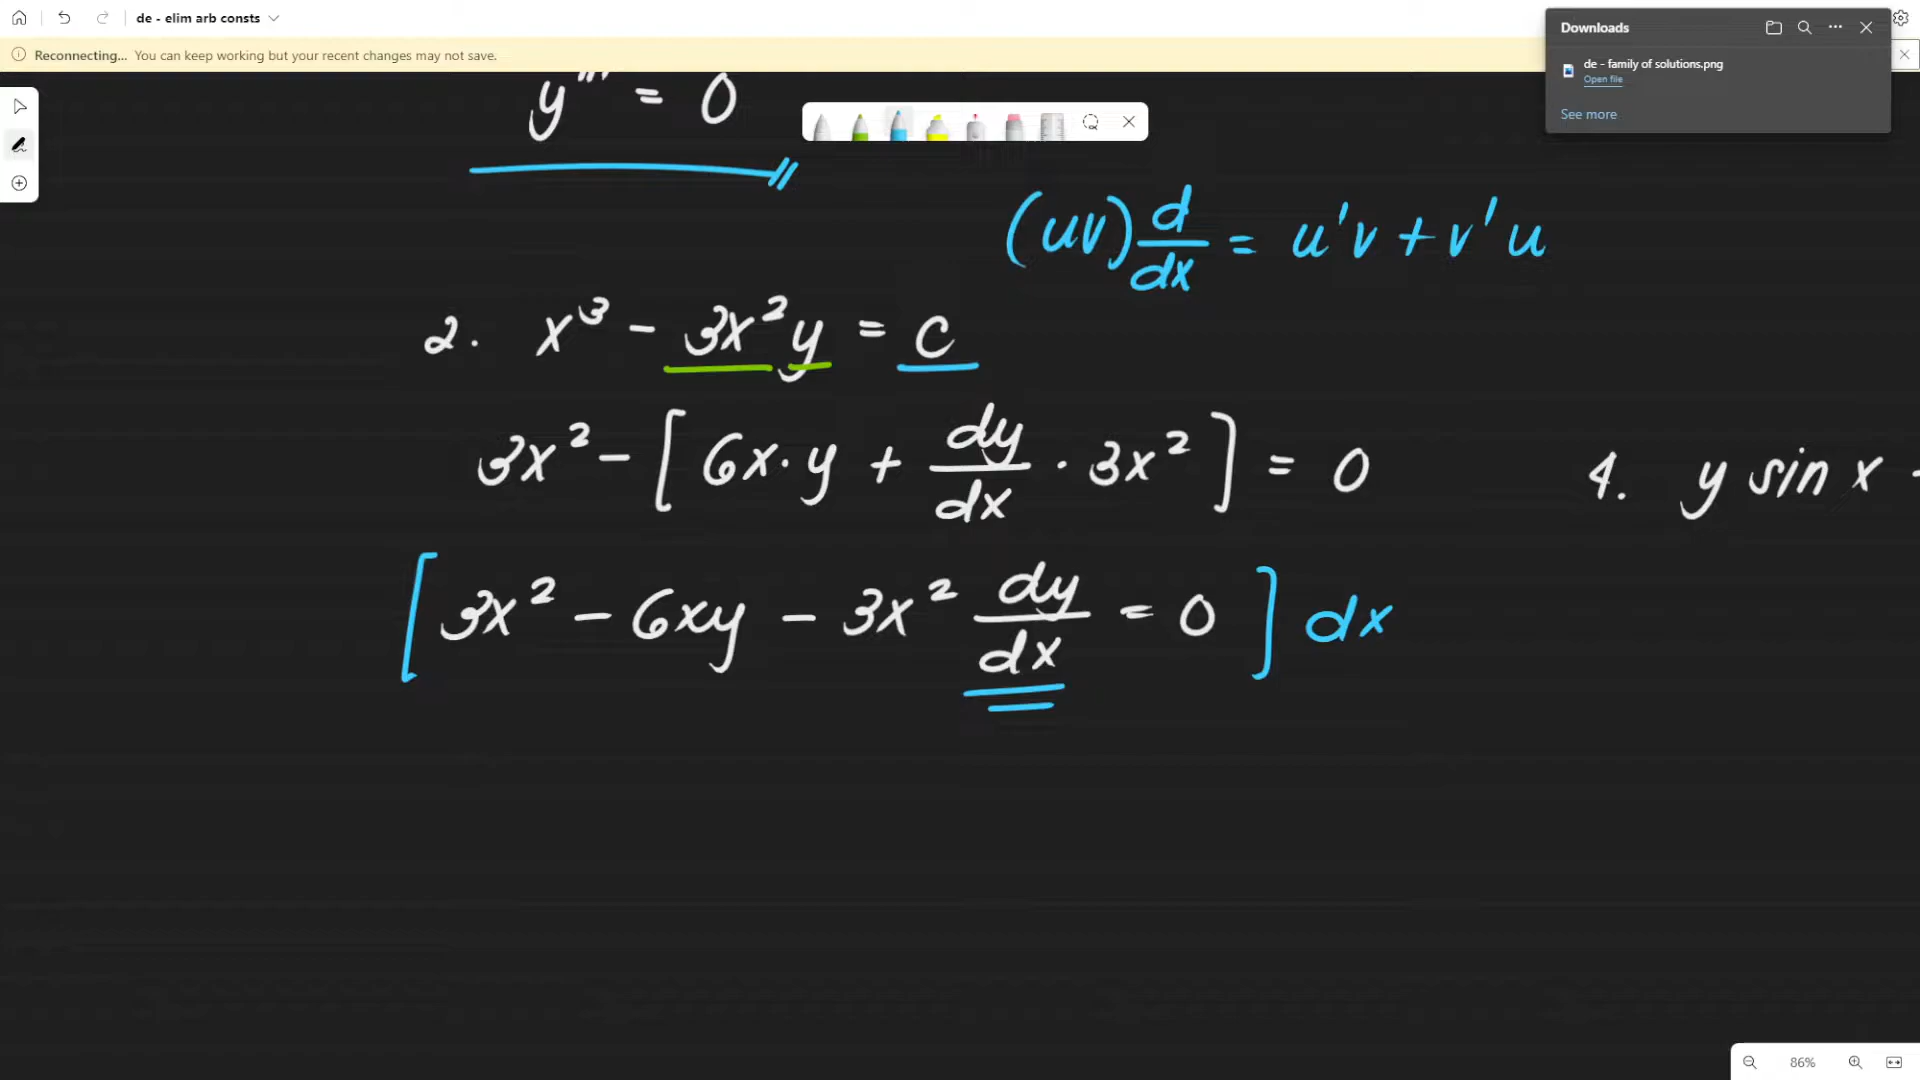 de - elim arb consts
Reconnecting... You can keep working but your recent changes may not save.
Downloads
de - family of solutions.png
Open file
See more
y''' = 0
(uv) d/dx = u'v + v'u
2. x³ - 3x²y = c
3x² - [6x·y + dy/dx · 3x²] = 0
4. y sin x -
[3x² - 6xy - 3x² dy/dx = 0] dx
86%